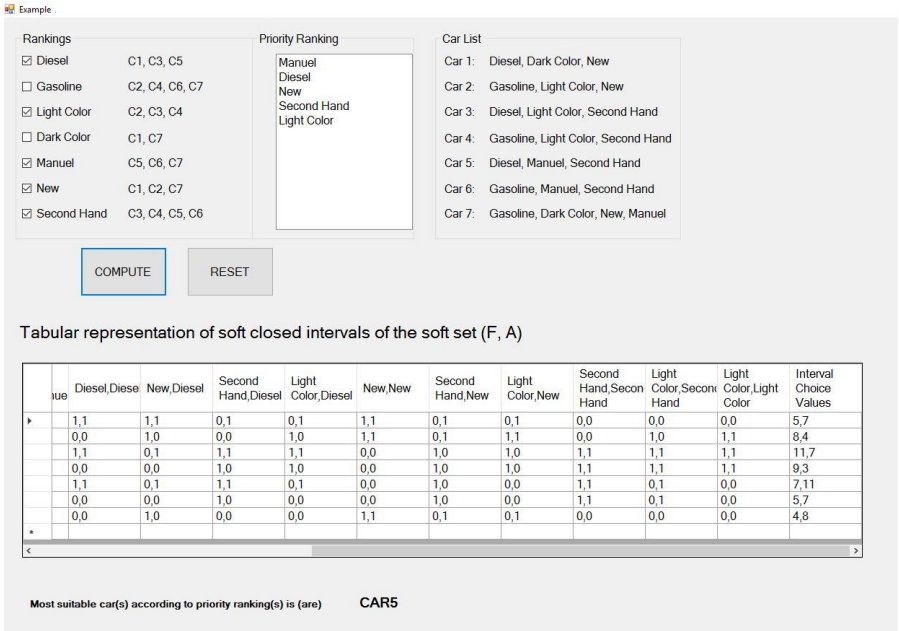 Example
Rankings
Diesel C1, C3, C5
Gasoline C2, C4, C6, C7
Light Color C2, C3, C4
Dark Color C1, C7
Manuel C5, C6, C7
New C1, C2, C7
Second Hand C3, C4, C5, C6
Priority Ranking
Manuel
Diesel
New
Second Hand
Light Color
Car List
Car 1: Diesel, Dark Color, New
Car 2: Gasoline, Light Color, New
Car 3: Diesel, Light Color, Second Hand
Car 4: Gasoline, Light Color, Second Hand
Car 5: Diesel, Manuel, Second Hand
Car 6: Gasoline, Manuel, Second Hand
Car 7: Gasoline, Dark Color, New, Manuel
COMPUTE RESET
Tabular representation of soft closed intervals of the soft set (F, A)
Diesel,Diesel New,Diesel Second Hand,Diesel Light Color,Diesel New,New Second Hand,New Light Color,New Second Hand,Secon Hand Light Color,Second Hand Light Color,Light Color Interval Choice Values
1,1 1,1 0,1 0,1 1,1 0,1 0,1 0,0 0,0 0,0 5,7
0,0 1,0 0,0 1,0 1,1 0,1 1,1 0,0 1,0 1,1 8,4
1,1 0,1 1,1 1,1 0,0 1,0 1,0 1,1 1,1 1,1 11,7
0,0 0,0 1,0 1,0 0,0 1,0 1,0 1,1 1,1 1,1 9,3
1,1 0,1 1,1 0,1 0,0 1,0 0,0 1,1 0,1 0,0 7,11
0,0 0,0 1,0 0,0 0,0 1,0 0,0 1,1 0,1 0,0 5,7
0,0 1,0 0,0 0,0 1,1 0,1 0,1 0,0 0,0 0,0 4,8
Most suitable car(s) according to priority ranking(s) is (are) CAR5